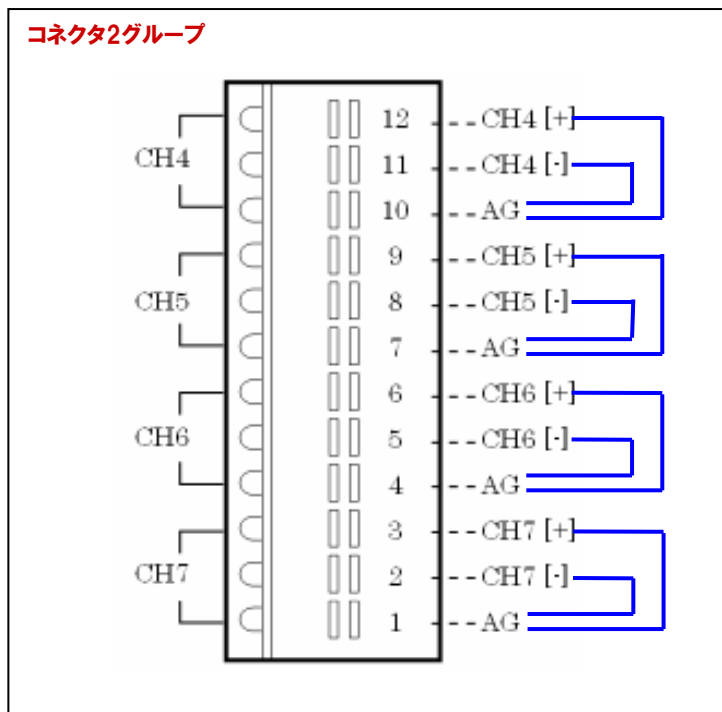 コネクタ2グループ
CH4
12 CH4 [+]
11 CH4 [-]
10 AG
CH5
9 CH5 [+]
8 CH5 [-]
7 AG
CH6
6 CH6 [+]
5 CH6 [-]
4 AG
CH7
3 CH7 [+]
2 CH7 [-]
1 AG